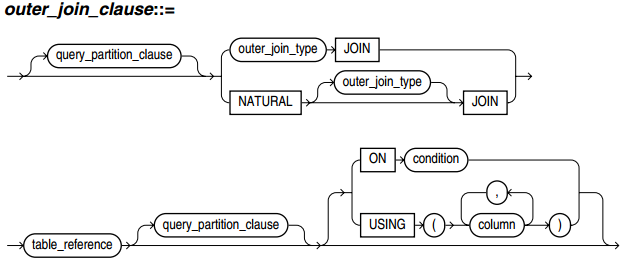 outer_join_clause::=
query_partition_clause
outer_join_type JOIN
outer_join_type
NATURAL JOIN
ON condition
,
query_partition_clause
USING ( column )
table_reference